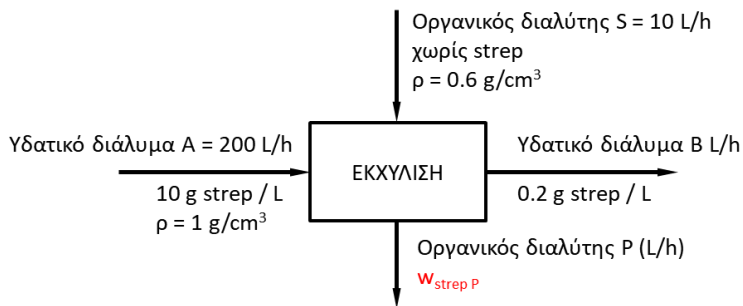 Οργανικός διαλύτης S = 10 L/h
χωρίς strep
ρ = 0.6 g/cm³
Υδατικό διάλυμα A = 200 L/h
10 g strep / L
ρ = 1 g/cm³
ΕΚΧΥΛΙΣΗ
Υδατικό διάλυμα B L/h
0.2 g strep / L
Οργανικός διαλύτης P (L/h)
w strep P